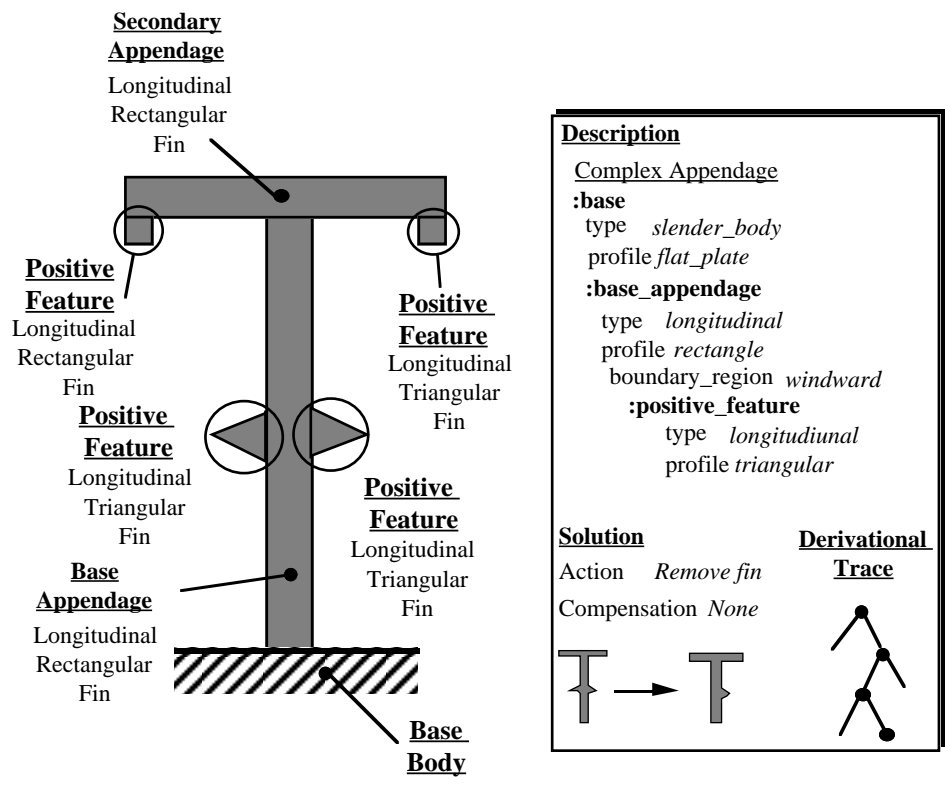 Secondary
Appendage
Longitudinal
Rectangular
Fin
Positive
Feature
Longitudinal
Rectangular
Fin
Positive
Feature
Longitudinal
Triangular
Fin
Positive
Feature
Longitudinal
Triangular
Fin
Positive
Feature
Longitudinal
Triangular
Fin
Base
Appendage
Longitudinal
Rectangular
Fin
Base
Body
Description
Complex Appendage
:base
type slender_body
profile flat_plate
:base_appendage
type longitudinal
profile rectangle
boundary_region windward
:positive_feature
type longitudiunal
profile triangular
Solution
Action Remove fin
Compensation None
Derivational
Trace